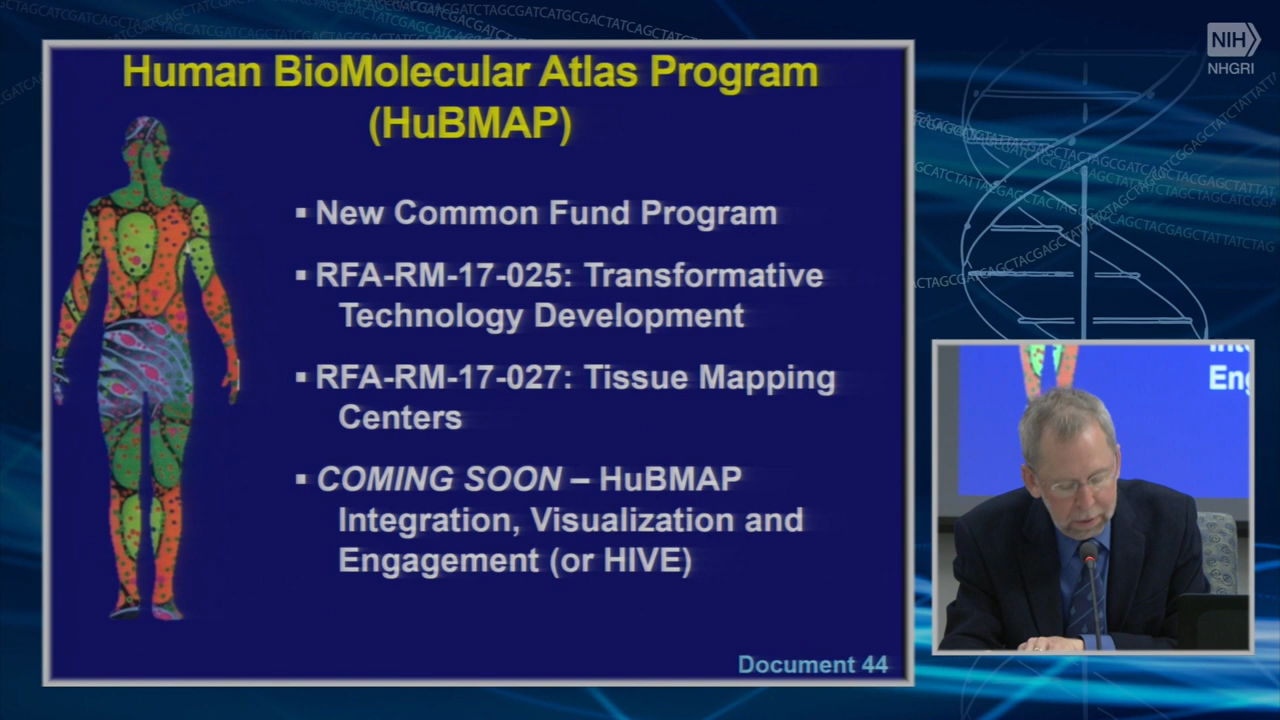 NIH
NHGRI
Human BioMolecular Atlas Program
(HuBMAP)
▪ New Common Fund Program
▪ RFA-RM-17-025: Transformative
Technology Development
▪ RFA-RM-17-027: Tissue Mapping
Centers
▪ COMING SOON – HuBMAP
Integration, Visualization and
Engagement (or HIVE)
Document 44